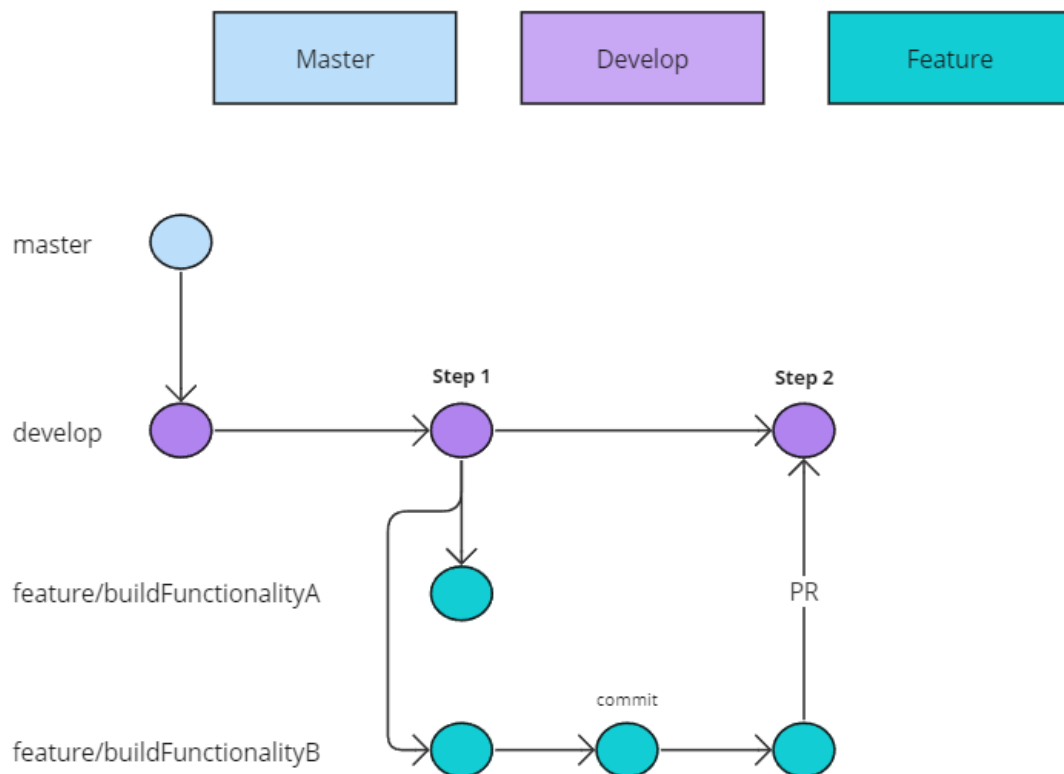 Master
Develop
Feature
master
Step 1
Step 2
develop
feature/buildFunctionalityA
PR
commit
feature/buildFunctionalityB